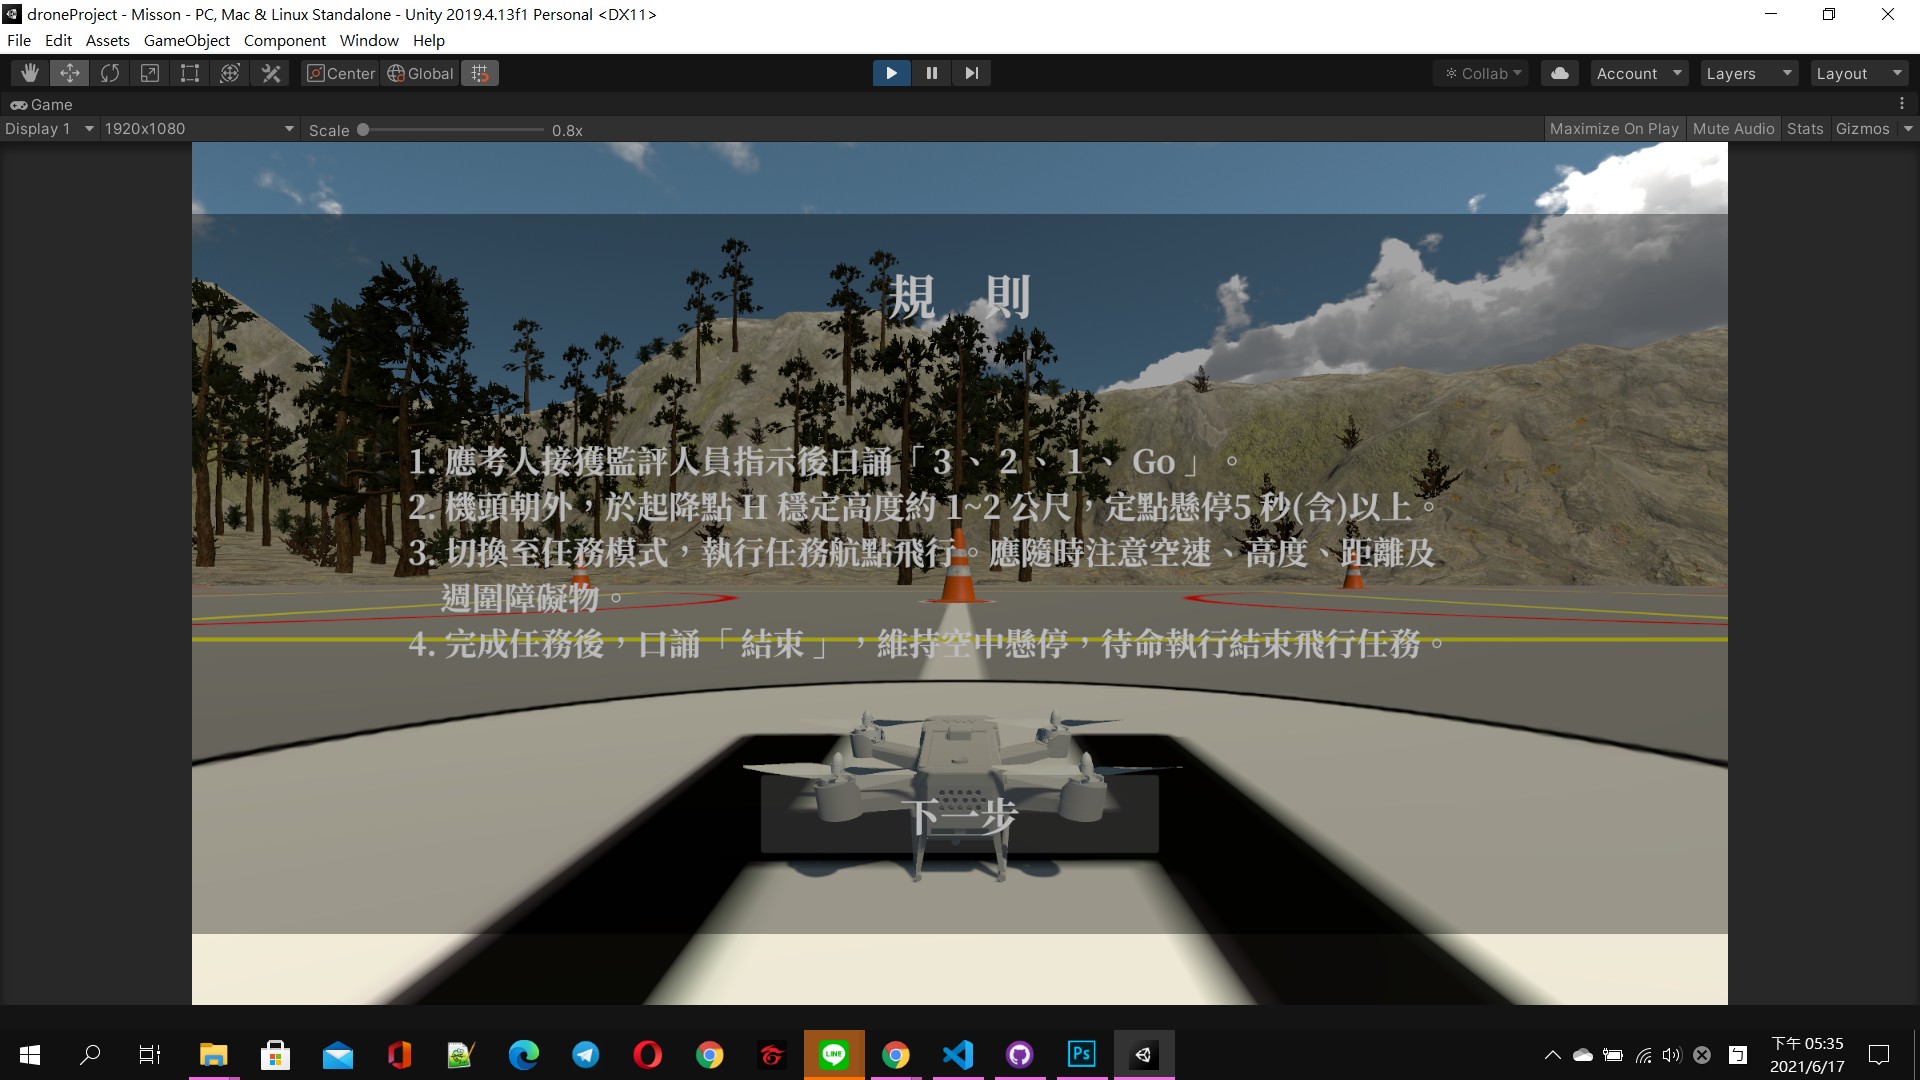 droneProject - Misson - PC, Mac & Linux Standalone - Unity 2019.4.13f1 Personal <DX11>
File Edit Assets GameObject Component Window Help
Center Global Collab Account Layers Layout
Game
Display 1 1920x1080 Scale 0.8x Maximize On Play Mute Audio Stats Gizmos
規 則
1. 應考人接獲監評人員指示後口誦「 3 、 2 、 1 、 Go 」 。
2. 機頭朝外，於起降點 H 穩定高度約 1~2 公尺，定點懸停5 秒(含)以上。
3. 切換至任務模式，執行任務航點飛行。應隨時注意空速、高度、距離及
週圍障礙物。
4. 完成任務後，口誦「 結束 」，維持空中懸停，待命執行結束飛行任務。
下一步
LINE
Ps
下午 05:35
2021/6/17